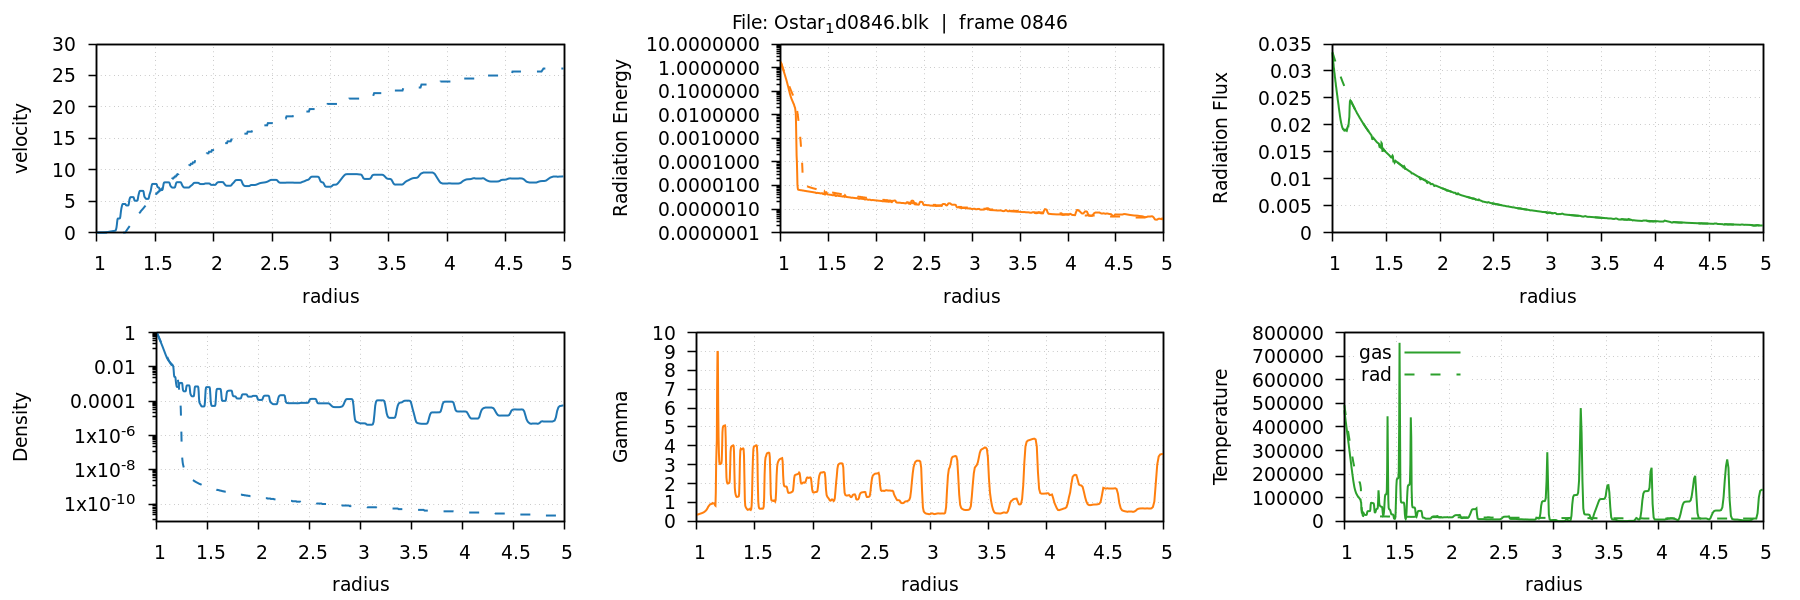 File: Ostar₁d0846.blk | frame 0846
velocity
30
25
20
15
10
5
0
1 1.5 2 2.5 3 3.5 4 4.5 5
radius
Radiation Energy
10.0000000
1.0000000
0.1000000
0.0100000
0.0010000
0.0001000
0.0000100
0.0000010
0.0000001
1 1.5 2 2.5 3 3.5 4 4.5 5
radius
Radiation Flux
0.035
0.03
0.025
0.02
0.015
0.01
0.005
0
1 1.5 2 2.5 3 3.5 4 4.5 5
radius
Density
1
0.01
0.0001
1x10⁻⁶
1x10⁻⁸
1x10⁻¹⁰
1 1.5 2 2.5 3 3.5 4 4.5 5
radius
Gamma
10
9
8
7
6
5
4
3
2
1
0
1 1.5 2 2.5 3 3.5 4 4.5 5
radius
Temperature
800000
700000
600000
500000
400000
300000
200000
100000
0
gas
rad
1 1.5 2 2.5 3 3.5 4 4.5 5
radius